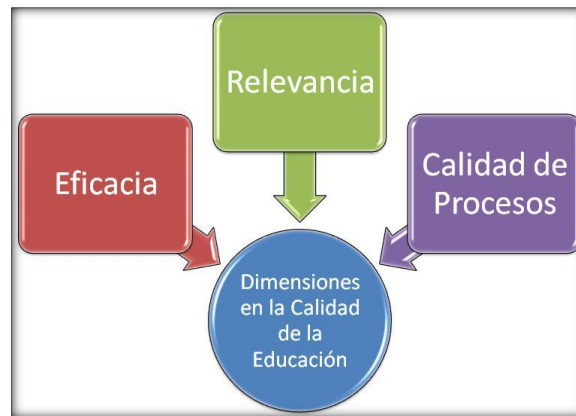 Relevancia
Eficacia
Calidad de
Procesos
Dimensiones
en la Calidad
de la
Educación